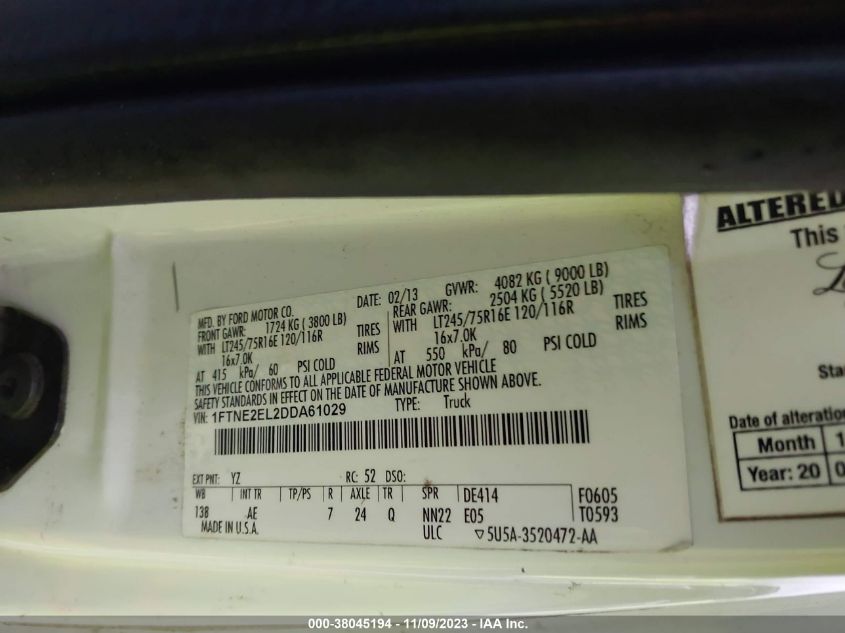 MFD. BY FORD MOTOR CO.
DATE: 02/13
GVWR: 4082 KG ( 9000 LB)
FRONT GAWR: 1724 KG ( 3800 LB)
REAR GAWR: 2504 KG ( 5520 LB)
WITH LT245/75R16E 120/116R TIRES
WITH LT245/75R16E 120/116R TIRES
16x7.0K RIMS
16x7.0K RIMS
AT 415 kPa/ 60 PSI COLD
AT 550 kPa/ 80 PSI COLD
THIS VEHICLE CONFORMS TO ALL APPLICABLE FEDERAL MOTOR VEHICLE
SAFETY STANDARDS IN EFFECT ON THE DATE OF MANUFACTURE SHOWN ABOVE.
VIN: 1FTNE2EL2DDA61029
TYPE: Truck
EXT PNT: YZ RC: 52 DSO:
WB INT TR TP/PS R AXLE TR SPR DE414 F0605
138 AE 7 24 Q NN22 E05 T0593
MADE IN U.S.A. ULC ▽5U5A-3520472-AA
ALTERED
This
Sta
Date of alteration
Month 1
Year: 20 0
000-38045194 - 11/09/2023 - IAA Inc.